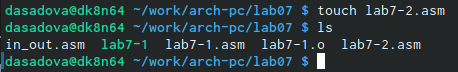 dasadova@dk8n64 ~/work/arch-pc/lab07 $ touch lab7-2.asm
dasadova@dk8n64 ~/work/arch-pc/lab07 $ ls
in_out.asm lab7-1 lab7-1.asm lab7-1.o lab7-2.asm
dasadova@dk8n64 ~/work/arch-pc/lab07 $